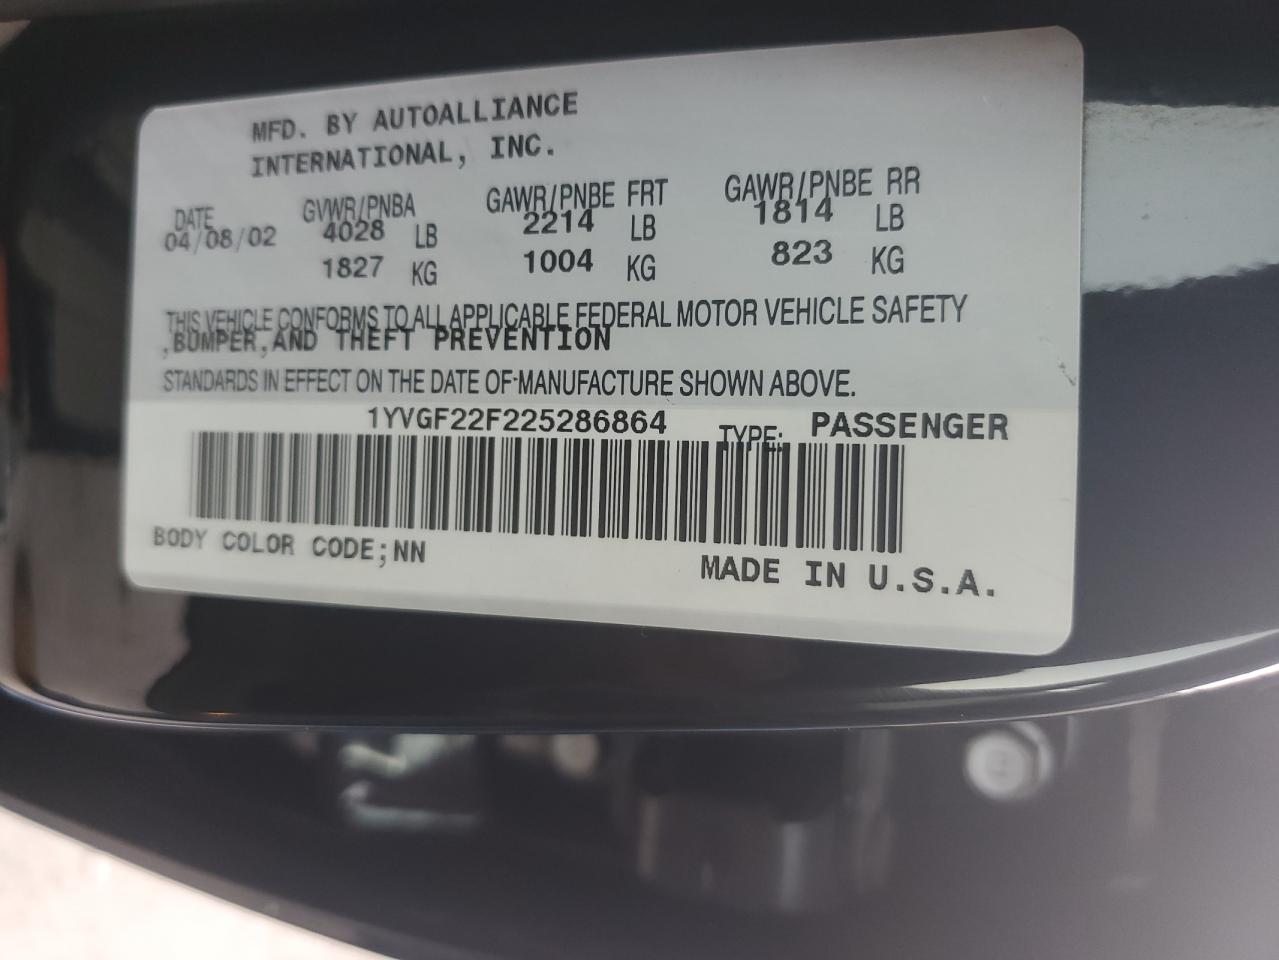 MFD. BY AUTOALLIANCE
INTERNATIONAL, INC.
DATE GVWR/PNBA GAWR/PNBE FRT GAWR/PNBE RR
04/08/02 4028 LB 2214 LB 1814 LB
1827 KG 1004 KG 823 KG
THIS VEHICLE CONFORMS TO ALL APPLICABLE FEDERAL MOTOR VEHICLE SAFETY
,BUMPER,AND THEFT PREVENTION
STANDARDS IN EFFECT ON THE DATE OF MANUFACTURE SHOWN ABOVE.
1YVGF22F225286864 TYPE: PASSENGER
BODY COLOR CODE;NN
MADE IN U.S.A.